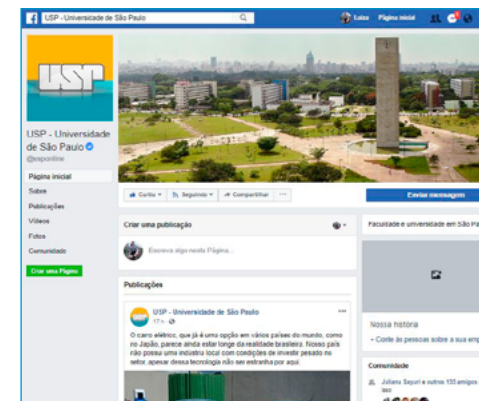 USP - Universidade de São Paulo
Luiza Página inicial
USP
USP - Universidade
de São Paulo
@usponline
Página inicial
Sobre
Publicações
Vídeos
Fotos
Comunidade
Criar uma Página
Curtiu Seguindo Compartilhar ...
Enviar mensagem
Criar uma publicação
Escreva algo nesta Página...
Publicações
USP - Universidade de São Paulo
17 h
O carro elétrico, que já é uma opção em vários países do mundo, como
no Japão, parece ainda estar longe da realidade brasileira. Nosso país
não possui uma indústria local com condições de investir pesado no
setor, apesar dessa tecnologia não ser estranha por aqui.
Faculdade e universidade em São Pa
Nossa história
+ Conte às pessoas sobre a sua emp
Comunidade
Juliana Sayuri e outros 133 amigos
isso